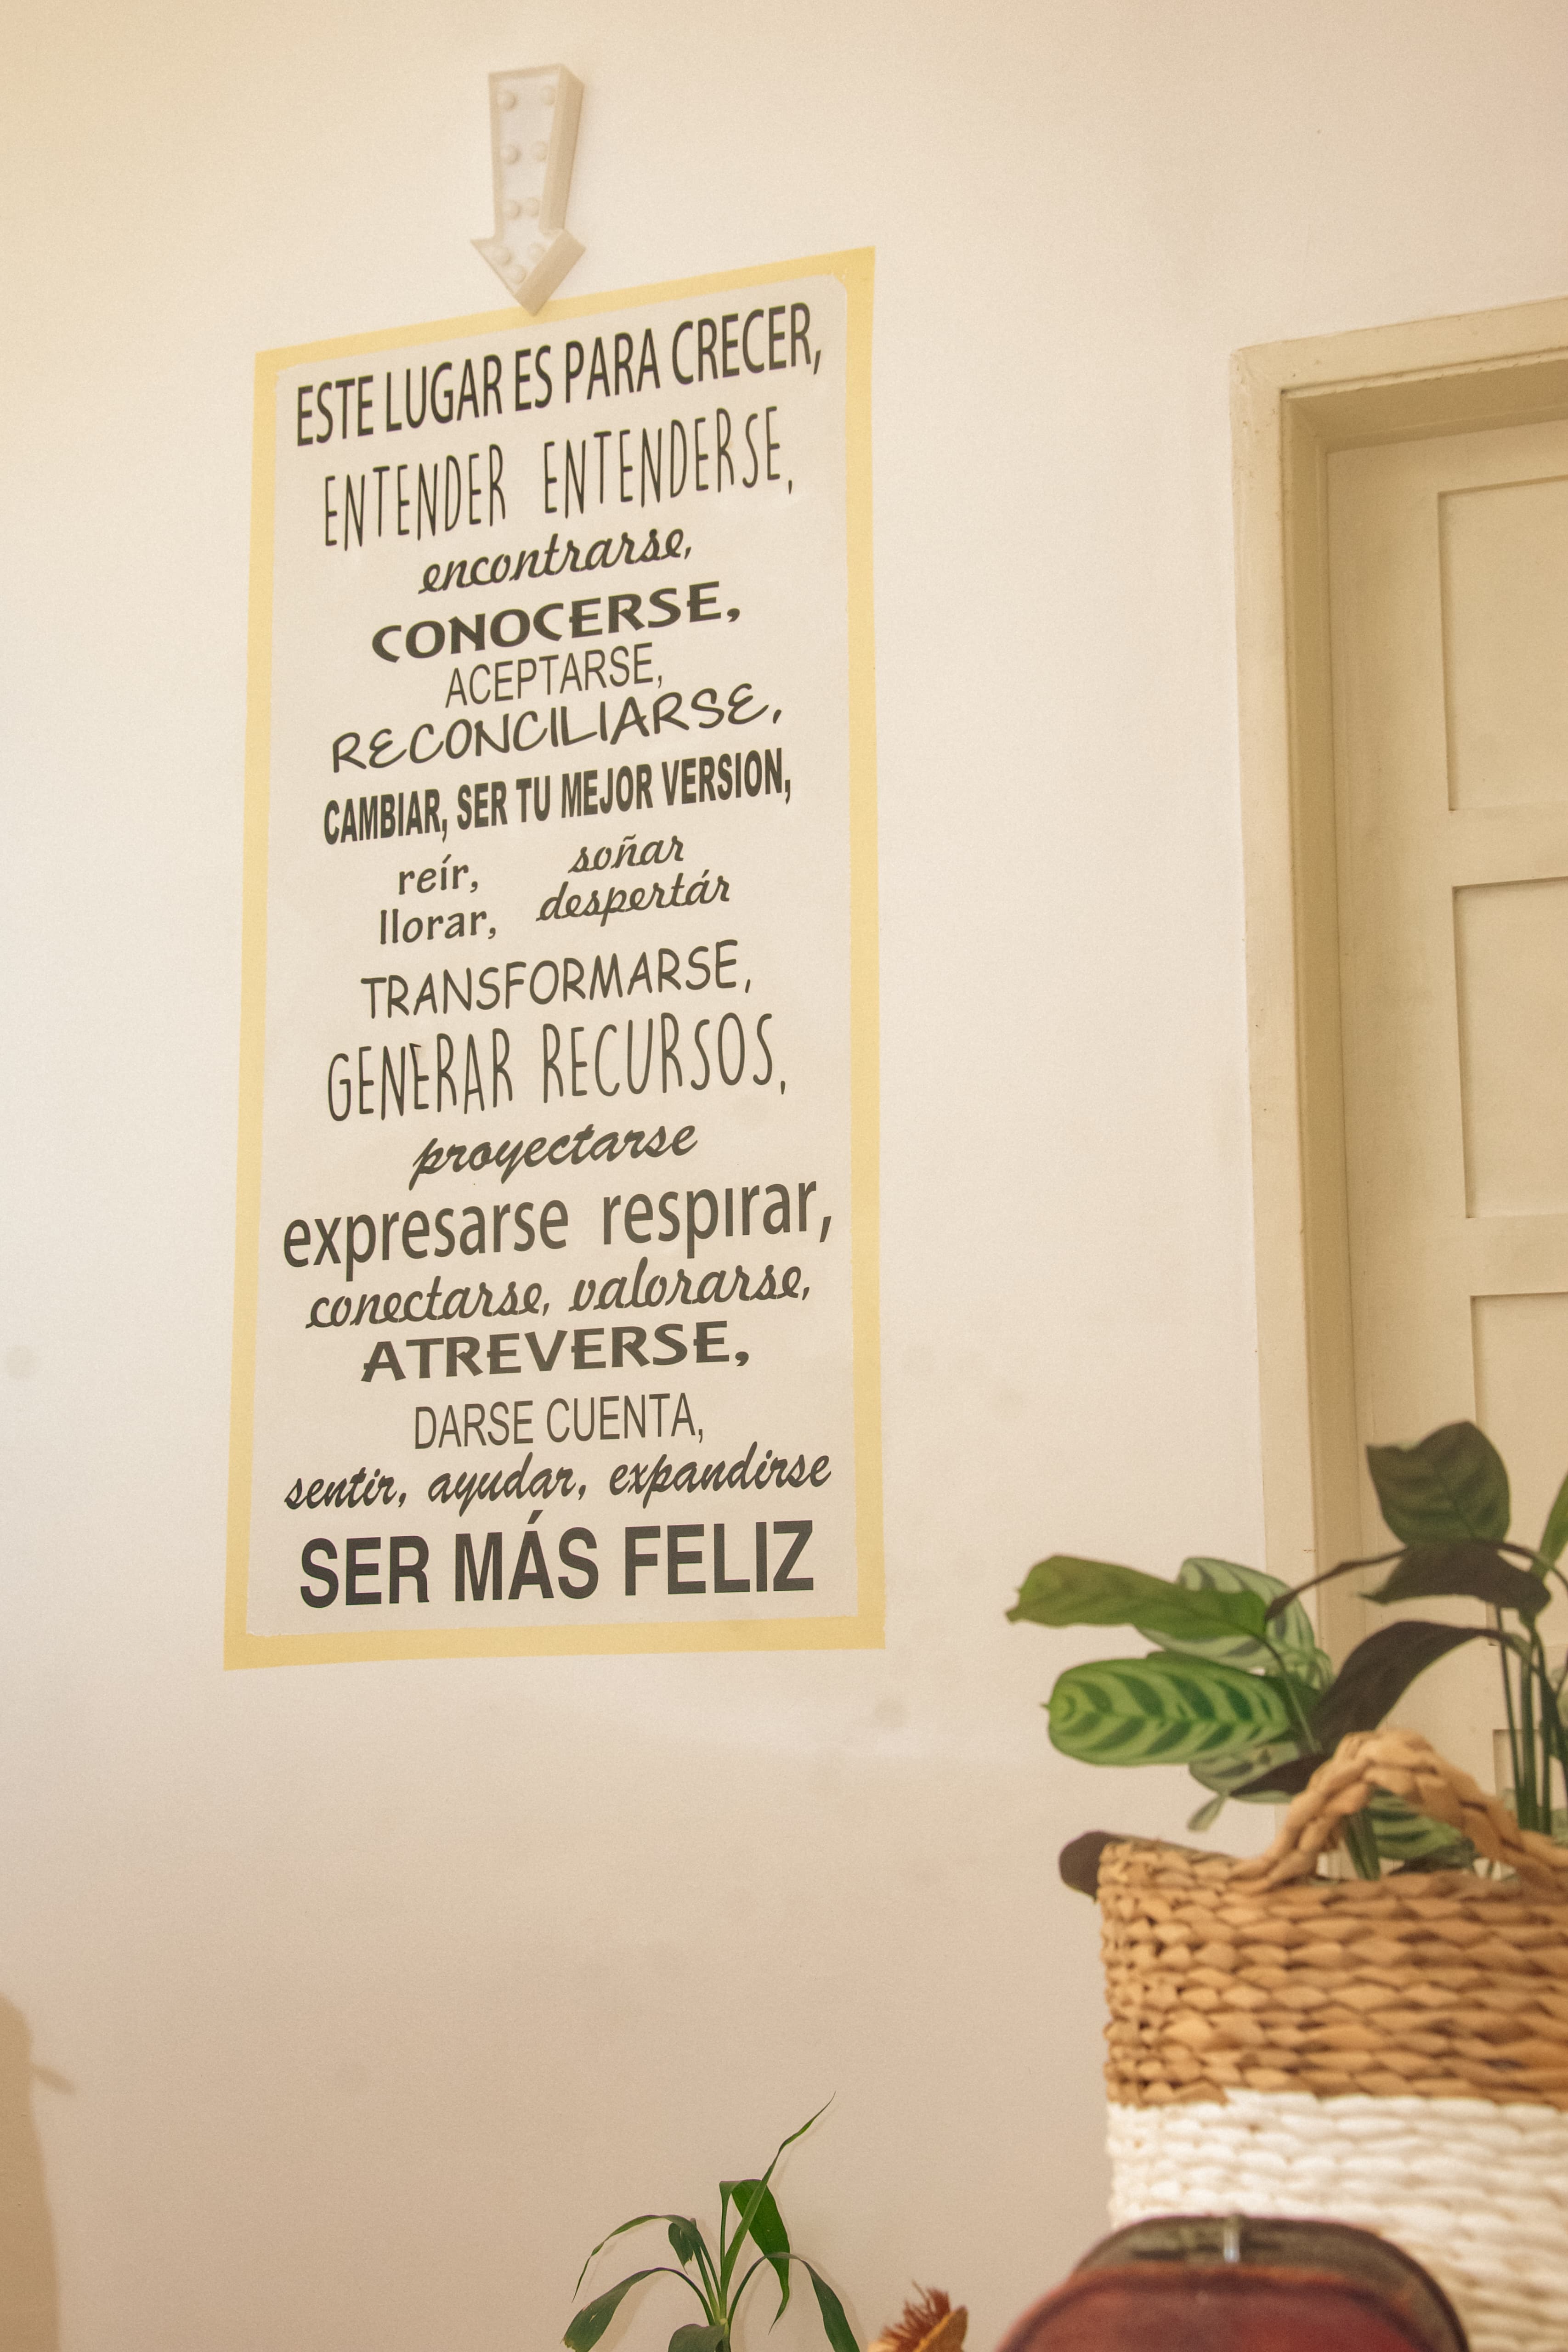 ESTE LUGAR ES PARA CRECER,
ENTENDER ENTENDERSE,
encontrarse,
CONOCERSE,
ACEPTARSE,
RECONCILIARSE,
CAMBIAR, SER TU MEJOR VERSION,
reír, soñar
llorar, despertár
TRANSFORMARSE,
GENERAR RECURSOS,
proyectarse
expresarse respirar,
conectarse, valorarse,
ATREVERSE,
DARSE CUENTA,
sentir, ayudar, expandirse
SER MÁS FELIZ